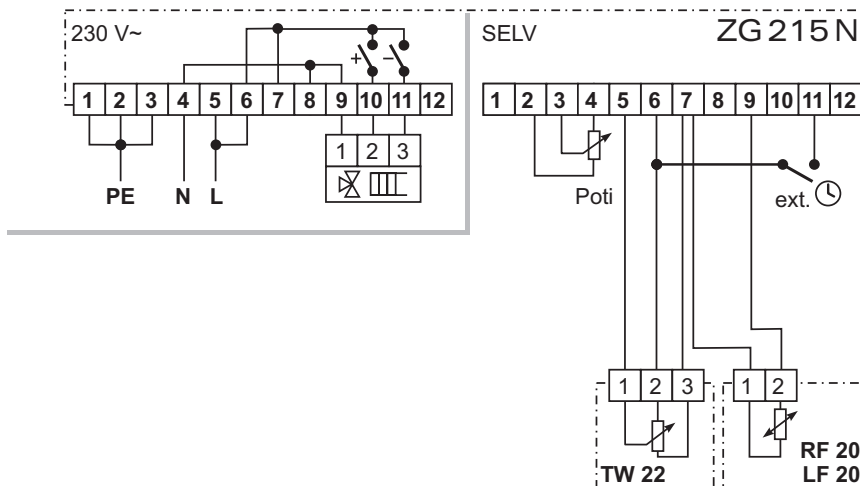 230 V~
SELV
ZG 215 N
+ −
1 2 3 4 5 6 7 8 9 10 11 12
1 2 3 4 5 6 7 8 9 10 11 12
1 2 3
PE N L
Poti
ext.
1 2 3
1 2
TW 22
RF 20
LF 20